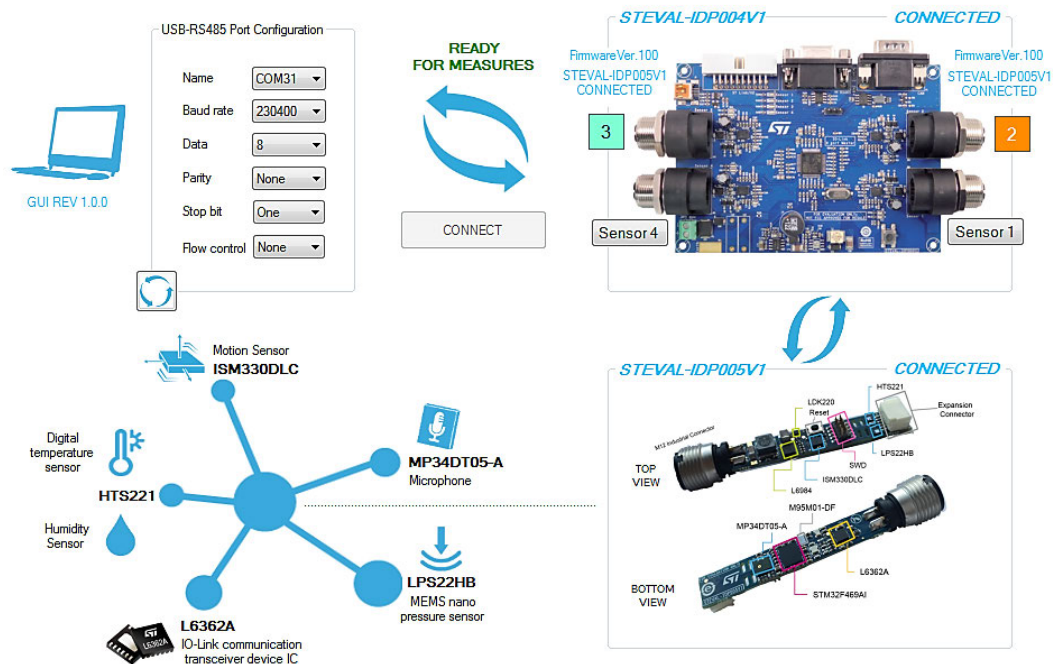 USB-RS485 Port Configuration
Name COM31
Baud rate 230400
Data 8
Parity None
Stop bit One
Flow control None
GUI REV 1.0.0
READY
FOR MEASURES
CONNECT
STEVAL-IDP004V1 CONNECTED
FirmwareVer.100
STEVAL-IDP005V1
CONNECTED
3
Sensor 4
FirmwareVer.100
STEVAL-IDP005V1
CONNECTED
2
Sensor 1
Motion Sensor
ISM330DLC
Digital
temperature
sensor
HTS221
Humidity
Sensor
MP34DT05-A
Microphone
LPS22HB
MEMS nano
pressure sensor
L6362A
L6362A
IO-Link communication
transceiver device IC
STEVAL-IDP005V1 CONNECTED
HTS221
LDK220
Reset
Expansion
Connector
M12 Industrial Connector
TOP
VIEW
LPS22HB
SWD
ISM330DLC
L6984
M95M01-DF
MP34DT05-A
L6362A
BOTTOM
VIEW
STM32F469AI